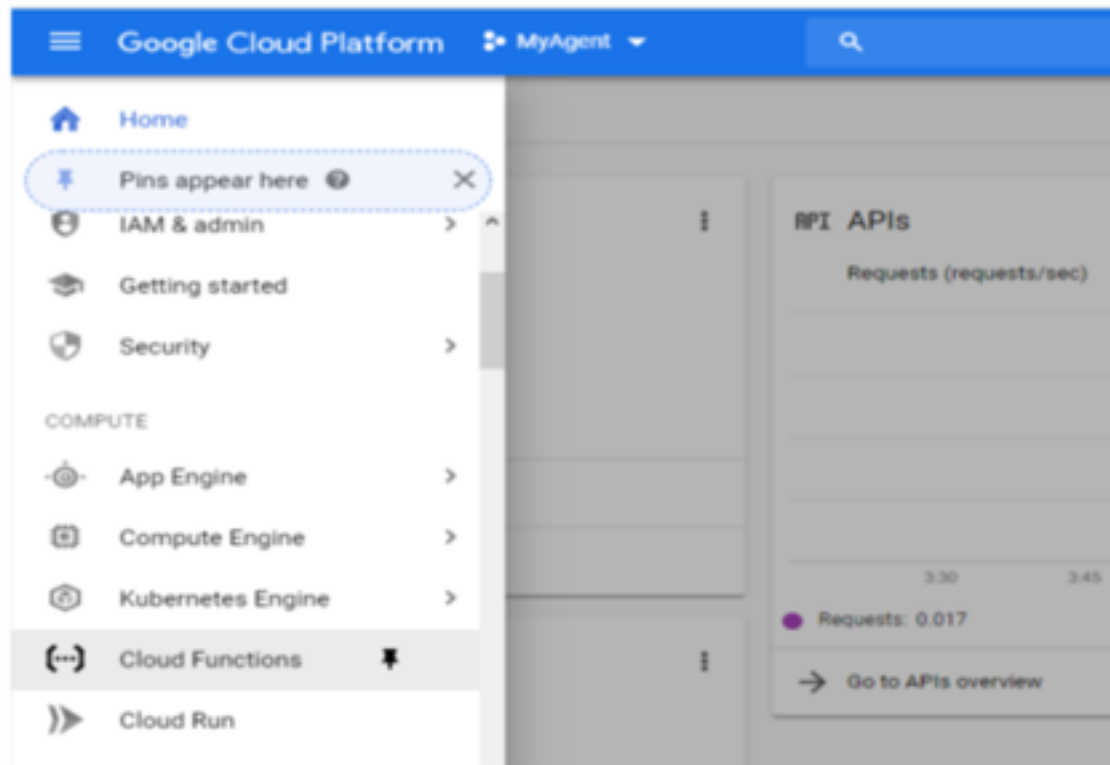 Google Cloud Platform MyAgent
Home
Pins appear here
IAM & admin
Getting started
Security
COMPUTE
App Engine
Compute Engine
Kubernetes Engine
Cloud Functions
Cloud Run
API APIs
Requests (requests/sec)
3:30 3:45
Requests: 0.017
Go to APIs overview